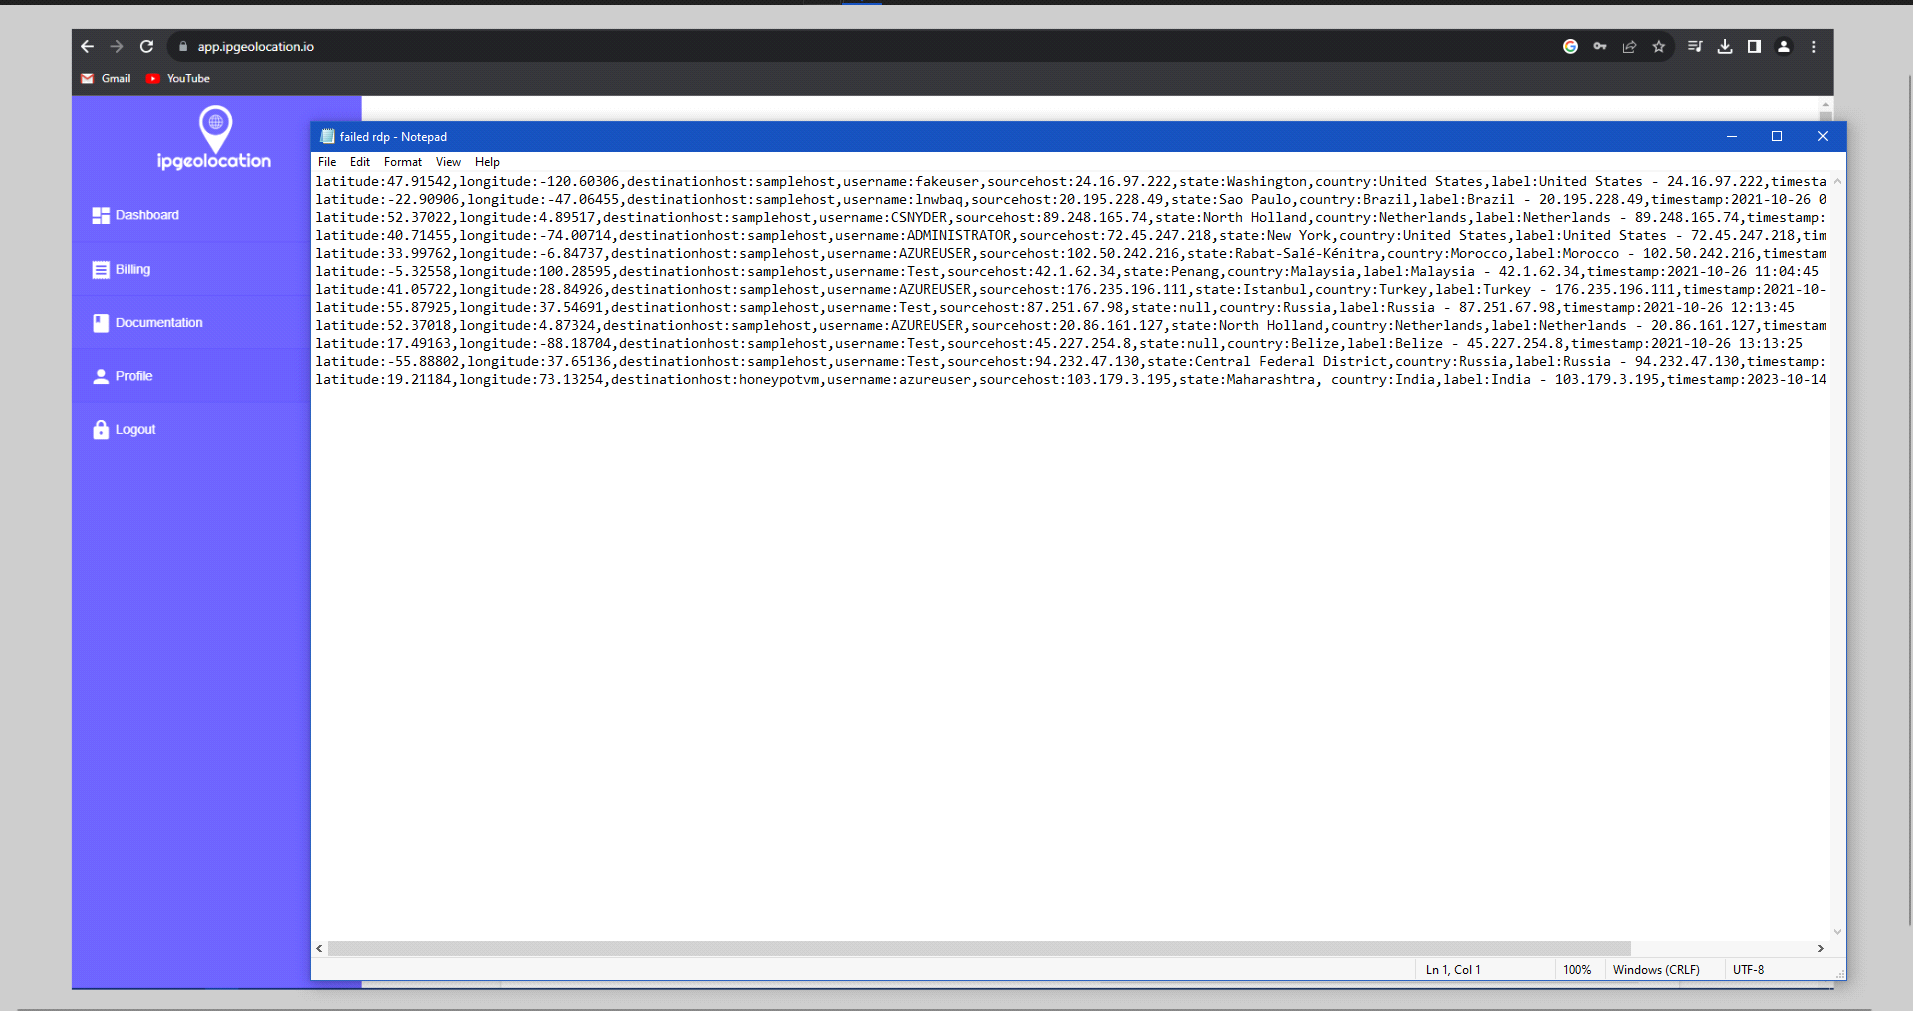 app.ipgeolocation.io
Gmail YouTube
ipgeolocation
Dashboard
Billing
Documentation
Profile
Logout
failed rdp - Notepad
File Edit Format View Help
latitude:47.91542,longitude:-120.60306,destinationhost:samplehost,username:fakeuser,sourcehost:24.16.97.222,state:Washington,country:United States,label:United States - 24.16.97.222,timesta
latitude:-22.90906,longitude:-47.06455,destinationhost:samplehost,username:lnwbaq,sourcehost:20.195.228.49,state:Sao Paulo,country:Brazil,label:Brazil - 20.195.228.49,timestamp:2021-10-26 0
latitude:52.37022,longitude:4.89517,destinationhost:samplehost,username:CSNYDER,sourcehost:89.248.165.74,state:North Holland,country:Netherlands,label:Netherlands - 89.248.165.74,timestamp:
latitude:40.71455,longitude:-74.00714,destinationhost:samplehost,username:ADMINISTRATOR,sourcehost:72.45.247.218,state:New York,country:United States,label:United States - 72.45.247.218,tim
latitude:33.99762,longitude:-6.84737,destinationhost:samplehost,username:AZUREUSER,sourcehost:102.50.242.216,state:Rabat-Salé-Kénitra,country:Morocco,label:Morocco - 102.50.242.216,timestam
latitude:-5.32558,longitude:100.28595,destinationhost:samplehost,username:Test,sourcehost:42.1.62.34,state:Penang,country:Malaysia,label:Malaysia - 42.1.62.34,timestamp:2021-10-26 11:04:45
latitude:41.05722,longitude:28.84926,destinationhost:samplehost,username:AZUREUSER,sourcehost:176.235.196.111,state:Istanbul,country:Turkey,label:Turkey - 176.235.196.111,timestamp:2021-10-
latitude:55.87925,longitude:37.54691,destinationhost:samplehost,username:Test,sourcehost:87.251.67.98,state:null,country:Russia,label:Russia - 87.251.67.98,timestamp:2021-10-26 12:13:45
latitude:52.37018,longitude:4.87324,destinationhost:samplehost,username:AZUREUSER,sourcehost:20.86.161.127,state:North Holland,country:Netherlands,label:Netherlands - 20.86.161.127,timestam
latitude:17.49163,longitude:-88.18704,destinationhost:samplehost,username:Test,sourcehost:45.227.254.8,state:null,country:Belize,label:Belize - 45.227.254.8,timestamp:2021-10-26 13:13:25
latitude:-55.88802,longitude:37.65136,destinationhost:samplehost,username:Test,sourcehost:94.232.47.130,state:Central Federal District,country:Russia,label:Russia - 94.232.47.130,timestamp:
latitude:19.21184,longitude:73.13254,destinationhost:honeypotvm,username:azureuser,sourcehost:103.179.3.195,state:Maharashtra, country:India,label:India - 103.179.3.195,timestamp:2023-10-14
Ln 1, Col 1 100% Windows (CRLF) UTF-8